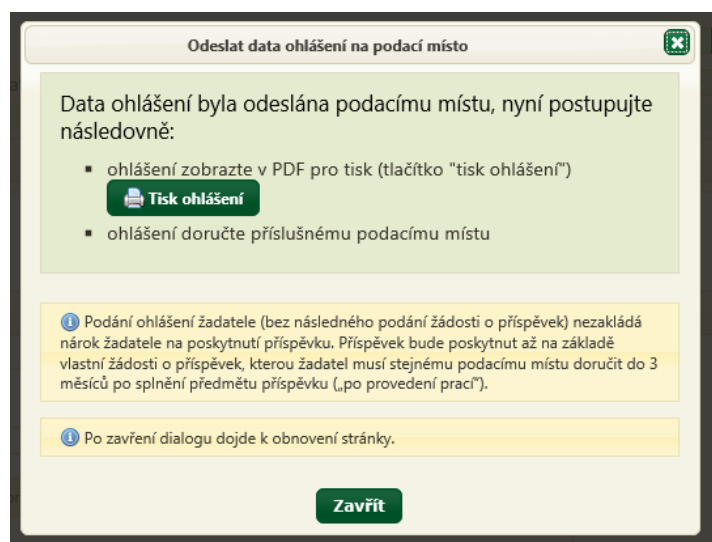 Odeslat data ohlášení na podací místo
Data ohlášení byla odeslána podacímu místu, nyní postupujte
následovně:
▪ ohlášení zobrazte v PDF pro tisk (tlačítko "tisk ohlášení")
Tisk ohlášení
▪ ohlášení doručte příslušnému podacímu místu
Podání ohlášení žadatele (bez následného podání žádosti o příspěvek) nezakládá
nárok žadatele na poskytnutí příspěvku. Příspěvek bude poskytnut až na základě
vlastní žádosti o příspěvek, kterou žadatel musí stejnému podacímu místu doručit do 3
měsíců po splnění předmětu příspěvku („po provedení prací").
Po zavření dialogu dojde k obnovení stránky.
Zavřít